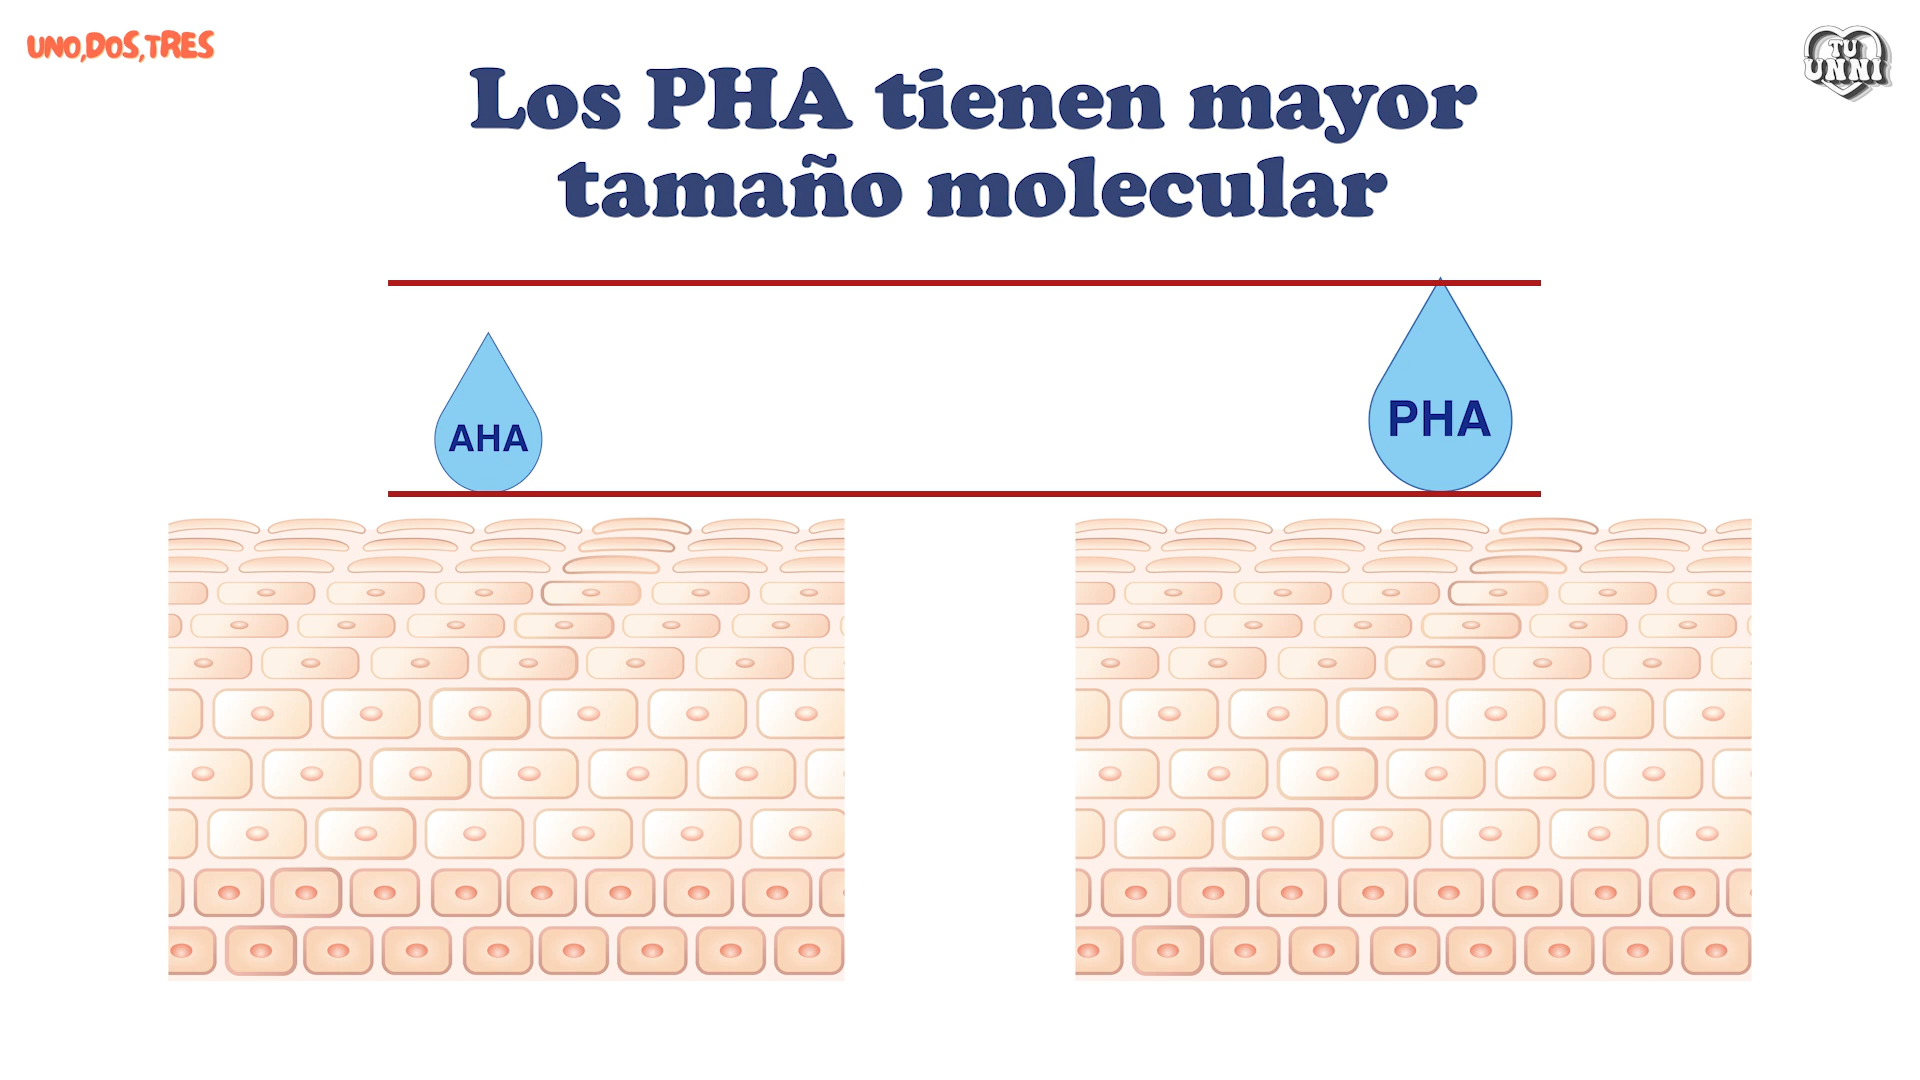 UNO,DOS,TRES
TU
UNNI
Los PHA tienen mayor
tamaño molecular
AHA
PHA